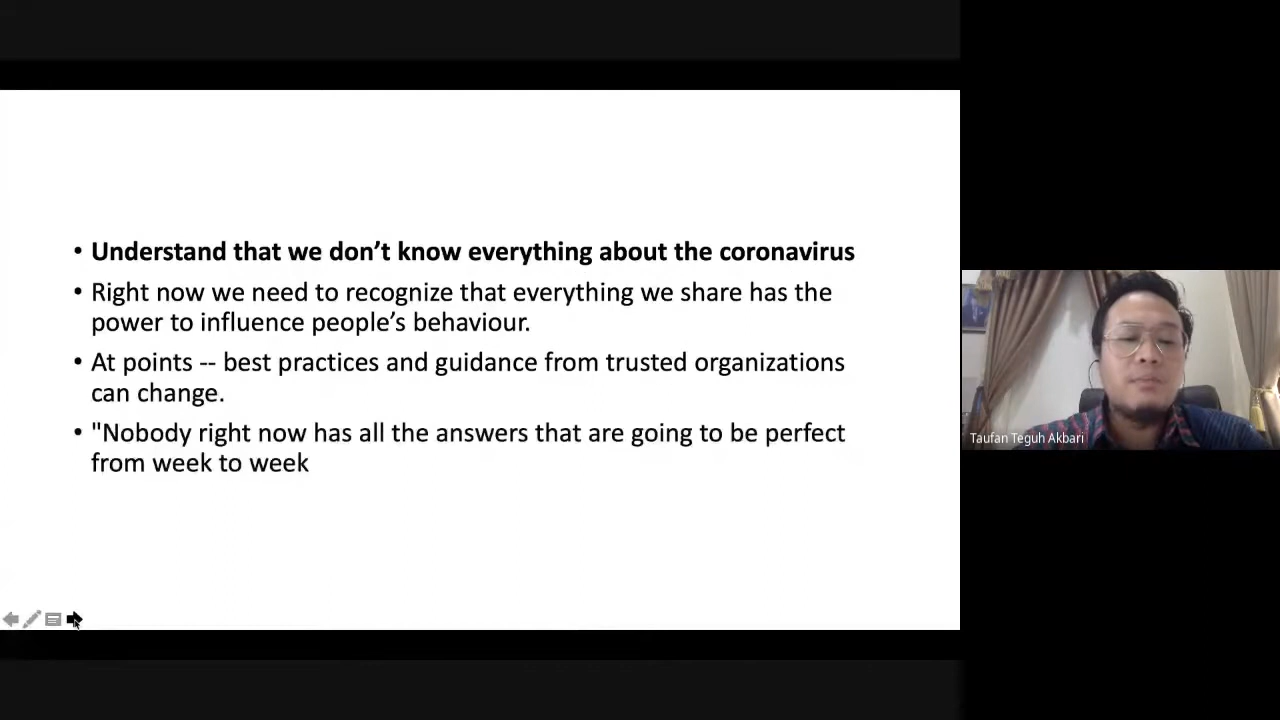 • Understand that we don’t know everything about the coronavirus
• Right now we need to recognize that everything we share has the
power to influence people’s behaviour.
• At points -- best practices and guidance from trusted organizations
can change.
• "Nobody right now has all the answers that are going to be perfect
from week to week
Taufan Teguh Akbari